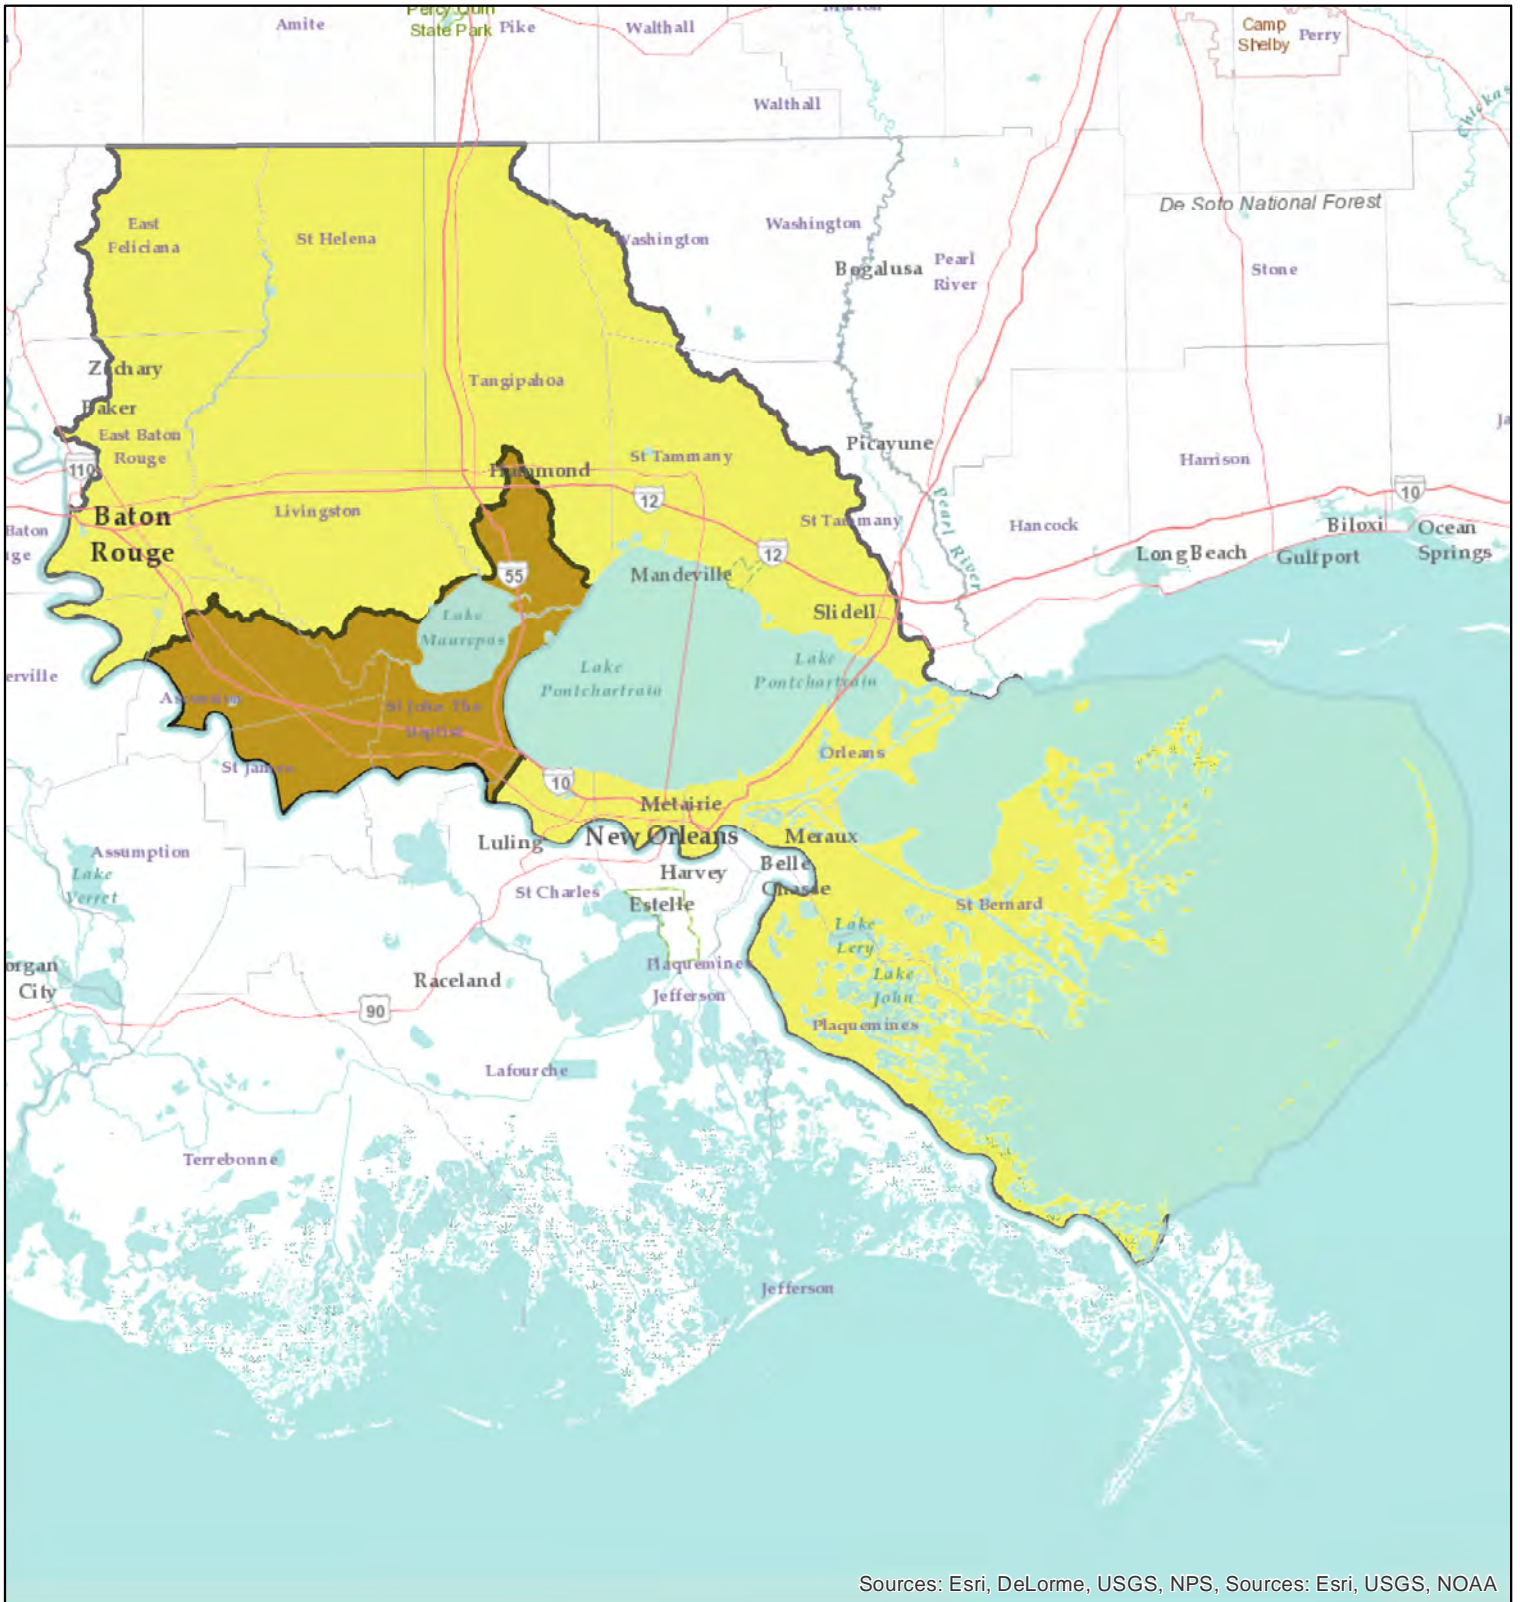 Percy Quin
State Park
Amite
Pike
Walthall
Marion
Camp
Shelby
Perry
Walthall
De Soto National Forest
East
Feliciana
St Helena
Washington
Washington
Bogalusa
Pearl
River
Stone
Zachary
Baker
Tangipahoa
East Baton
Rouge
110
Hammond
St Tammany
Picayune
Harrison
10
12
Baton
Rouge
Livingston
St Tammany
Pearl River
Hancock
Biloxi
Ocean
Springs
Baton
12
Long Beach
Gulfport
55
Mandeville
Slidell
Lake
Maurepas
Lake
Pontchartrain
Lake
Pontchartrain
erville
Ascension
St John The
Baptist
Orleans
St James
10
Metairie
Luling
New Orleans
Meraux
Assumption
Lake
Verret
Harvey
Belle
Chasse
St Charles
Estelle
St Bernard
Lake
Lery
organ
City
Raceland
Plaquemines
Jefferson
Lake
John
90
Plaquemines
Lafourche
Terrebonne
Jefferson
Sources: Esri, DeLorme, USGS, NPS, Sources: Esri, USGS, NOAA